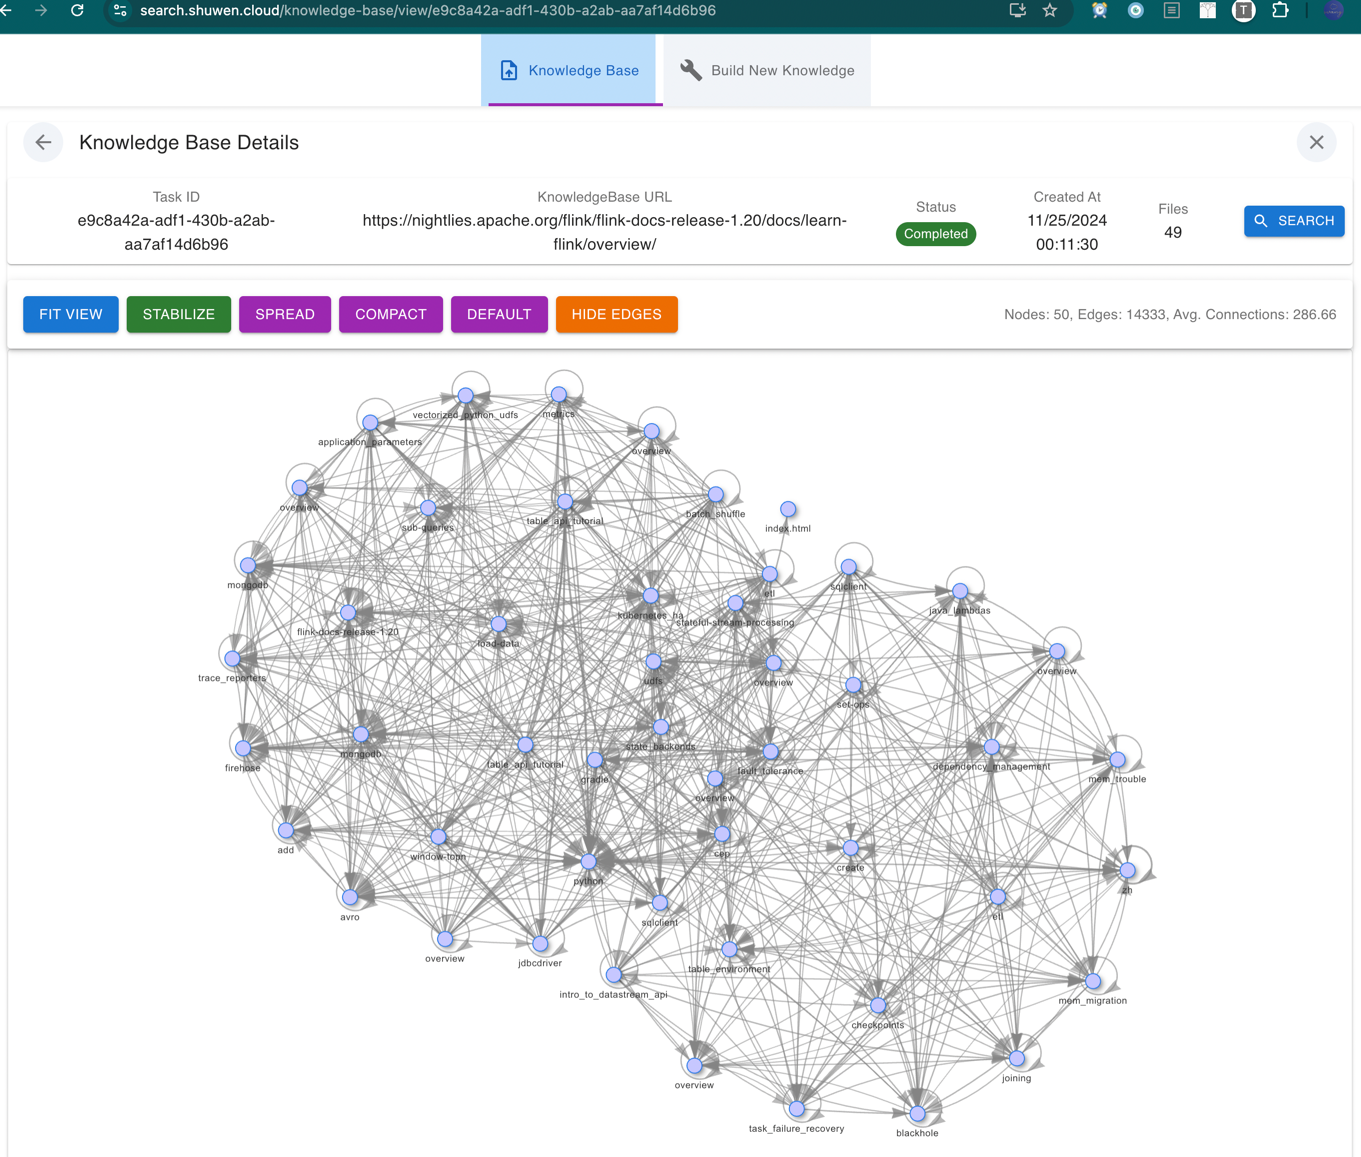 search.shuwen.cloud/knowledge-base/view/e9c8a42a-adf1-430b-a2ab-aa7af14d6b96
T
Knowledge Base
Build New Knowledge
Knowledge Base Details
Task ID
e9c8a42a-adf1-430b-a2ab-
aa7af14d6b96
KnowledgeBase URL
https://nightlies.apache.org/flink/flink-docs-release-1.20/docs/learn-
flink/overview/
Status
Completed
Created At
11/25/2024
00:11:30
Files
49
SEARCH
FIT VIEW
STABILIZE
SPREAD
COMPACT
DEFAULT
HIDE EDGES
Nodes: 50, Edges: 14333, Avg. Connections: 286.66
vectorized_python_udfs
metrics
application_parameters
overview
overview
batch_shuffle
table_api_tutorial
sub-queries
index.html
mongodb
sqlclient
etl
java_lambdas
kubernetes_ha
stateful-stream-processing
flink-docs-release-1.20
load-data
overview
trace_reporters
udfs
overview
set-ops
state_backends
mongodb
table_api_tutorial
dependency_management
firehose
fault_tolerance
gradle
mem_trouble
overview
add
cep
window-topn
create
python
zh
avro
etl
sqlclient
overview
jdbcdriver
table_environment
intro_to_datastream_api
mem_migration
checkpoints
joining
overview
task_failure_recovery
blackhole